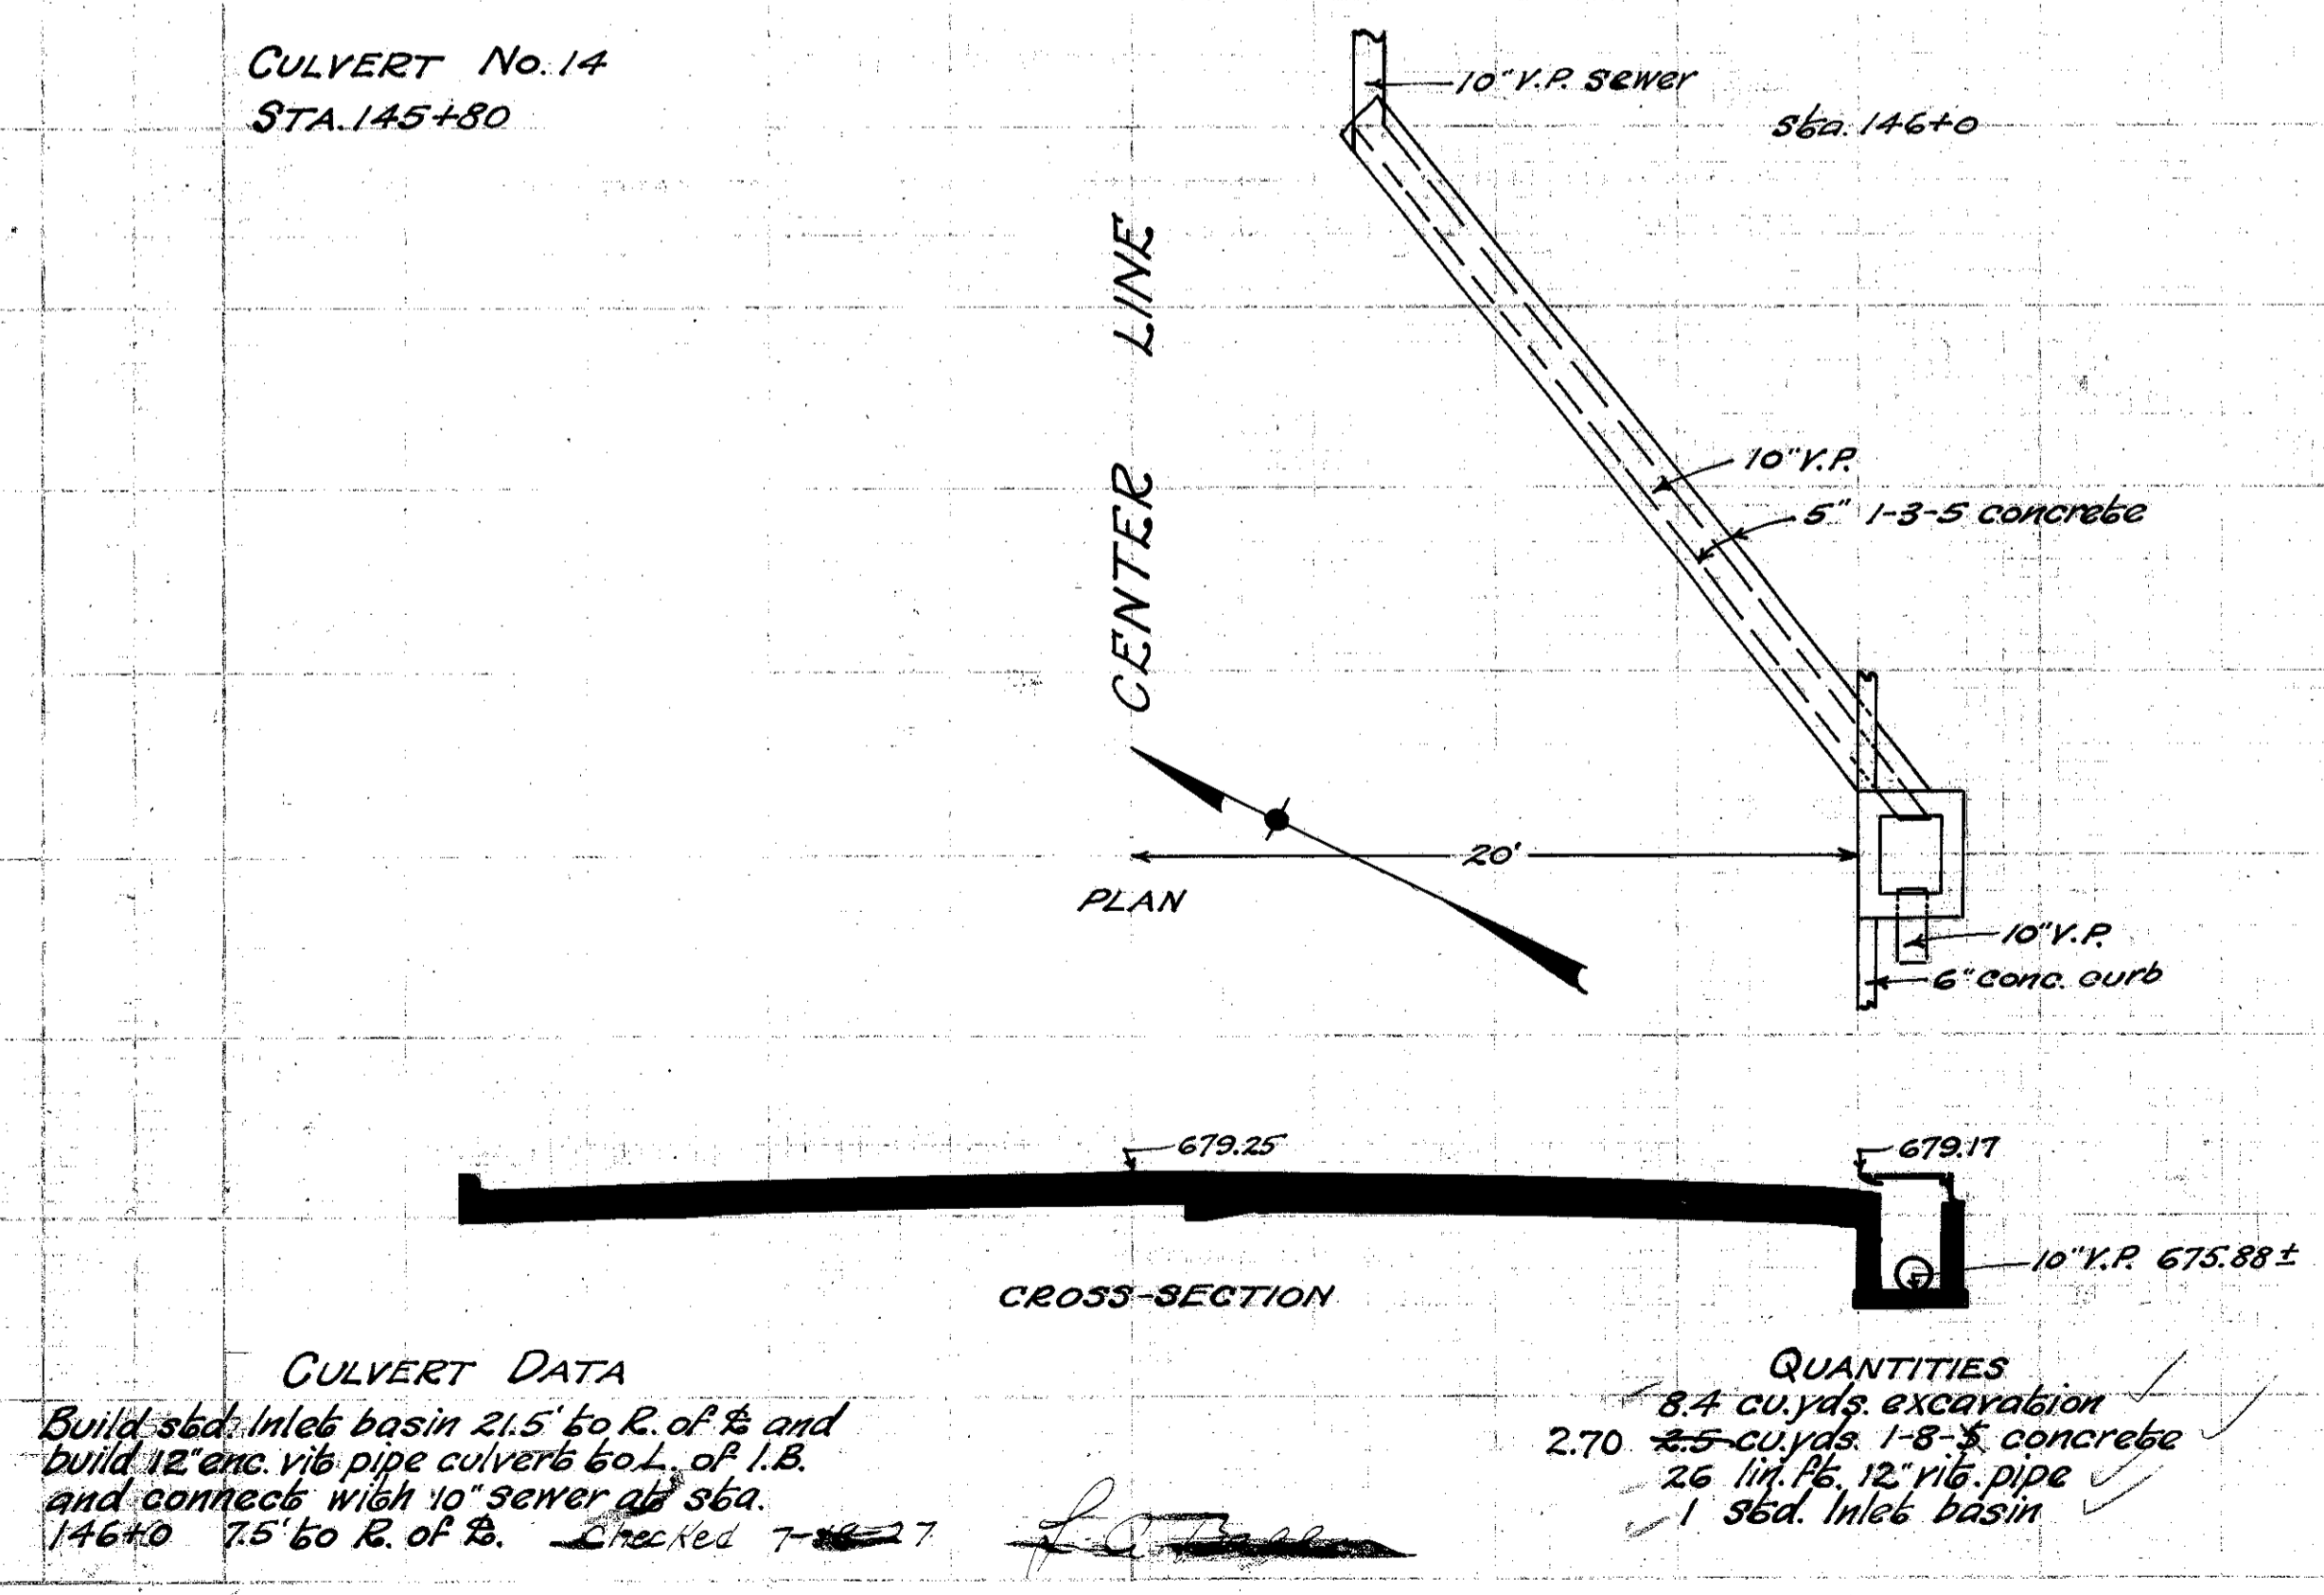 CULVERT No. 14
STA. 145+80
10" V.P. sewer
sta. 146+0
CENTER LINE
10" V.P.
5" 1-3-5 concrete
20'
PLAN
10" V.P.
6" conc. curb
679.25
679.17
10" V.P. 675.88±
CROSS-SECTION
CULVERT DATA
Build std. Inlet basin 21.5' to R. of ℄ and
build 12" enc. vit. pipe culvert to L. of I.B.
and connect with 10" sewer at sta.
146+0 7.5' to R. of ℄. Checked 7- 27
QUANTITIES
8.4 cu.yds. excavation
2.70 2.5 cu.yds. concrete
26 lin. ft. 12" vit. pipe
1 std. Inlet basin